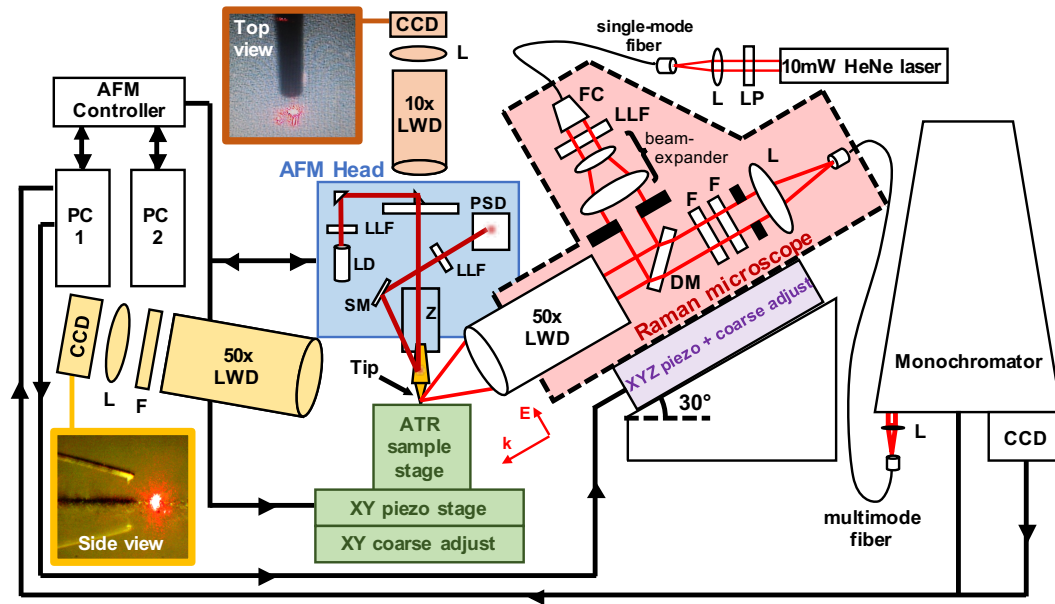 Top
view
CCD
L
10x
LWD
single-mode
fiber
L
LP
10mW HeNe laser
AFM
Controller
PC
1
PC
2
AFM Head
LLF
LD
SM
PSD
LLF
Z
FC
LLF
beam-
expander
L
F
F
DM
Raman microscope
50x
LWD
XYZ piezo + coarse adjust
30°
Monochromator
L
CCD
multimode
fiber
CCD
L
F
50x
LWD
Tip
E
k
ATR
sample
stage
XY piezo stage
XY coarse adjust
Side view